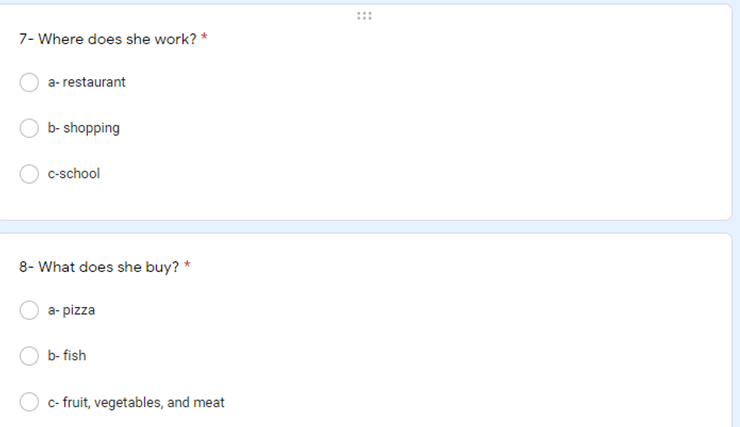 7- Where does she work? *
a- restaurant
b- shopping
c-school
8- What does she buy? *
a- pizza
b- fish
c- fruit, vegetables, and meat